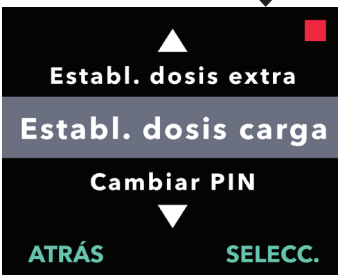 Establ. dosis extra
Establ. dosis carga
Cambiar PIN
ATRÁS SELECC.